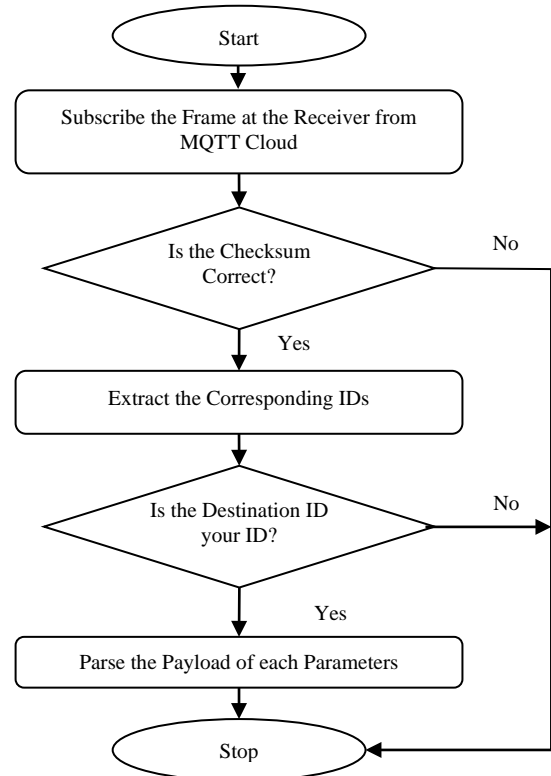 Start
Subscribe the Frame at the Receiver from
MQTT Cloud
Is the Checksum
Correct?
No
Yes
Extract the Corresponding IDs
Is the Destination ID
your ID?
No
Yes
Parse the Payload of each Parameters
Stop